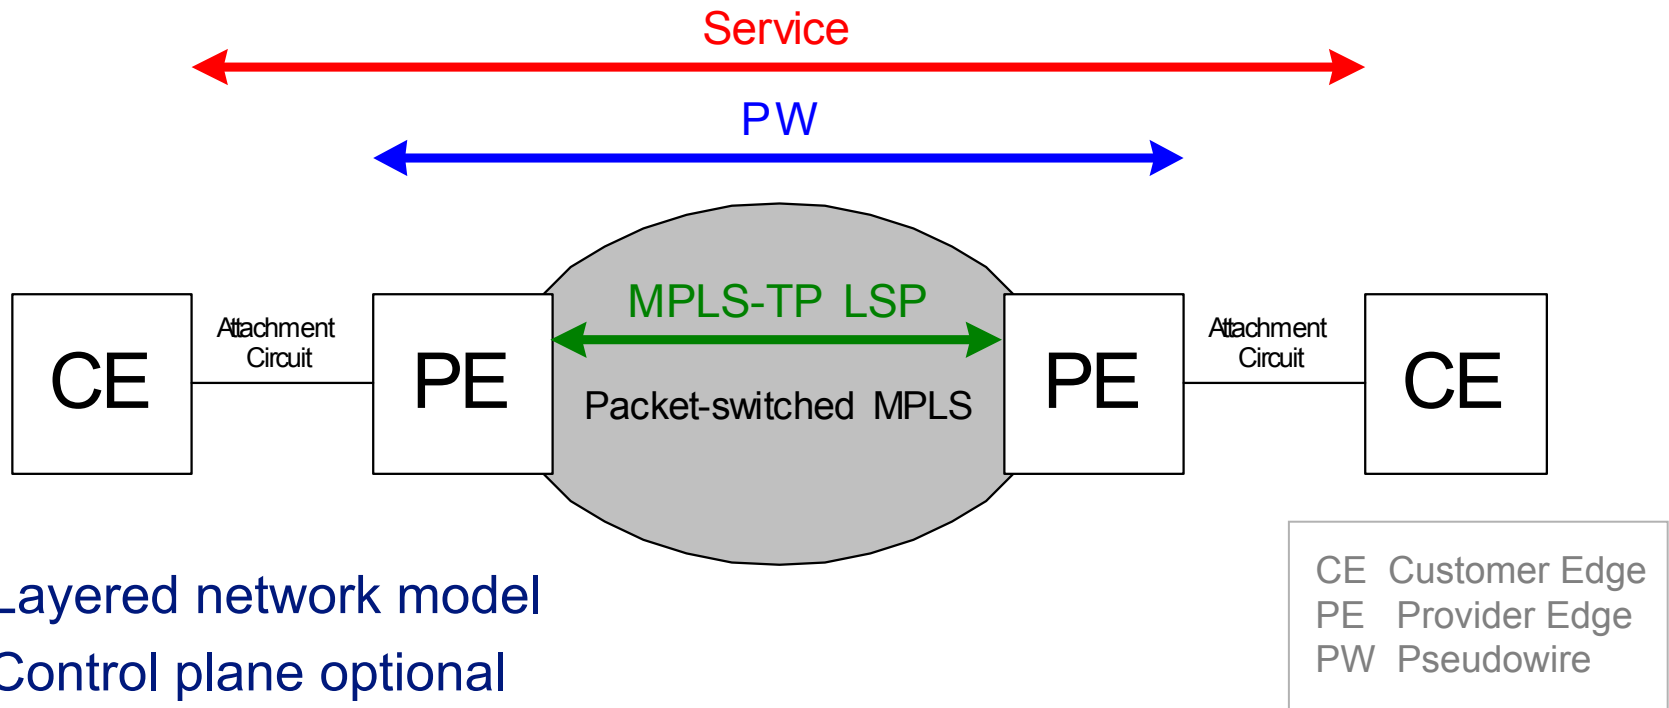 Service
PW
MPLS-TP LSP
Attachment
Circuit
Attachment
Circuit
CE
PE
Packet-switched MPLS
PE
CE
Layered network model
Control plane optional
CE Customer Edge
PE Provider Edge
PW Pseudowire